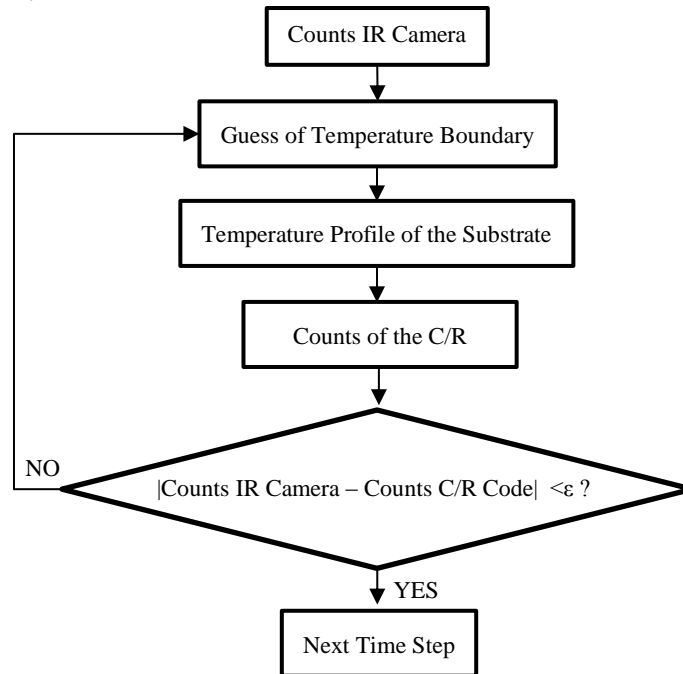 Counts IR Camera
Guess of Temperature Boundary
Temperature Profile of the Substrate
Counts of the C/R
|Counts IR Camera – Counts C/R Code| <ε ?
NO
YES
Next Time Step